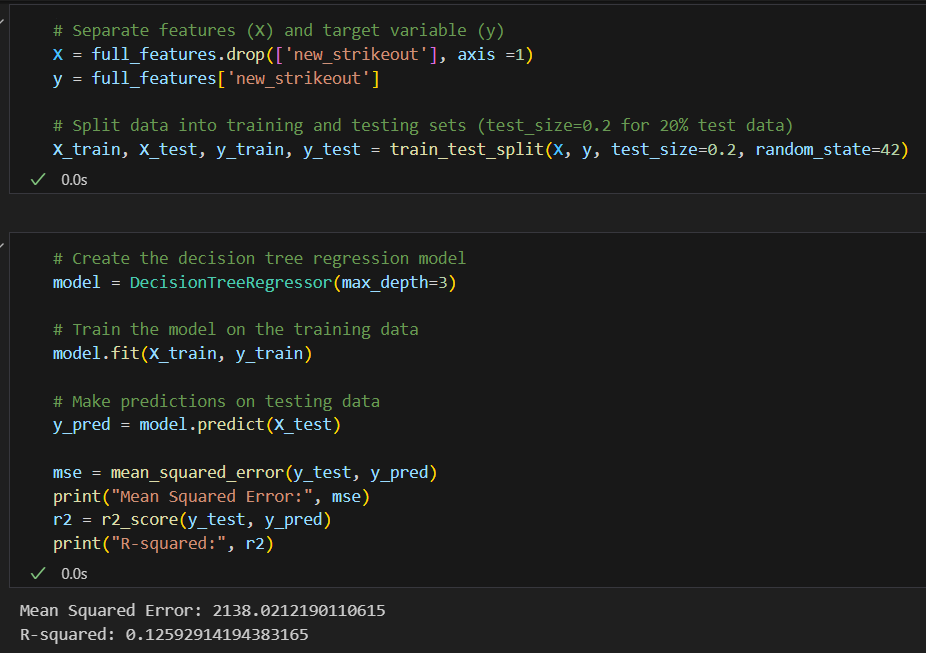 # Separate features (X) and target variable (y)
X = full_features.drop(['new_strikeout'], axis =1)
y = full_features['new_strikeout']
# Split data into training and testing sets (test_size=0.2 for 20% test data)
X_train, X_test, y_train, y_test = train_test_split(X, y, test_size=0.2, random_state=42)
0.0s
# Create the decision tree regression model
model = DecisionTreeRegressor(max_depth=3)
# Train the model on the training data
model.fit(X_train, y_train)
# Make predictions on testing data
y_pred = model.predict(X_test)
mse = mean_squared_error(y_test, y_pred)
print("Mean Squared Error:", mse)
r2 = r2_score(y_test, y_pred)
print("R-squared:", r2)
0.0s
Mean Squared Error: 2138.0212190110615
R-squared: 0.12592914194383165